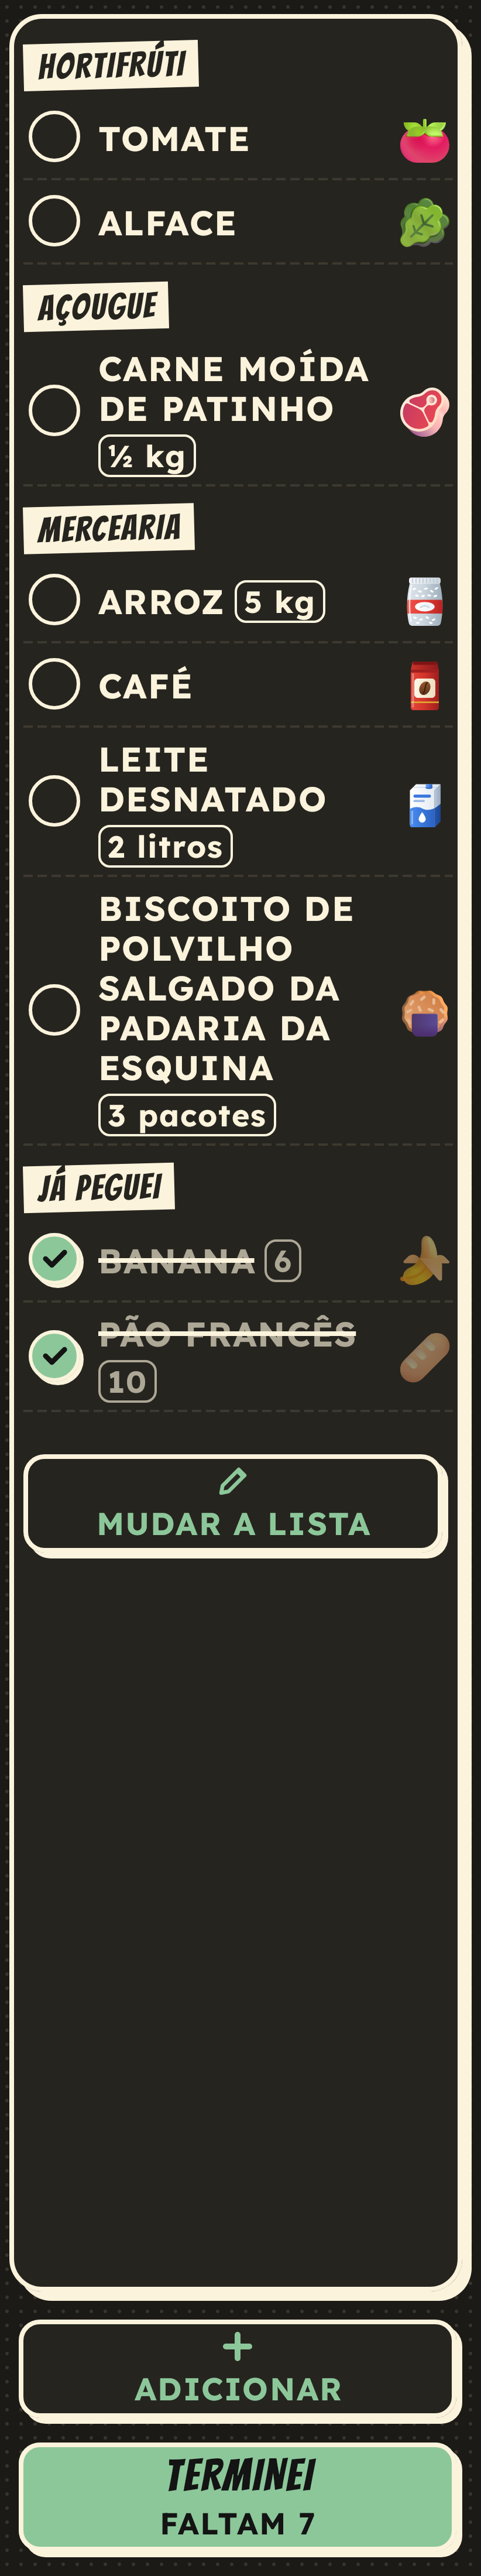 HORTIFRÚTI
TOMATE
ALFACE
AÇOUGUE
CARNE MOÍDA
DE PATINHO
½ kg
MERCEARIA
ARROZ 5 kg
CAFÉ
LEITE
DESNATADO
2 litros
BISCOITO DE
POLVILHO
SALGADO DA
PADARIA DA
ESQUINA
3 pacotes
JÁ PEGUEI
BANANA 6
PÃO FRANCÊS
10
MUDAR A LISTA
ADICIONAR
TERMINEI
FALTAM 7